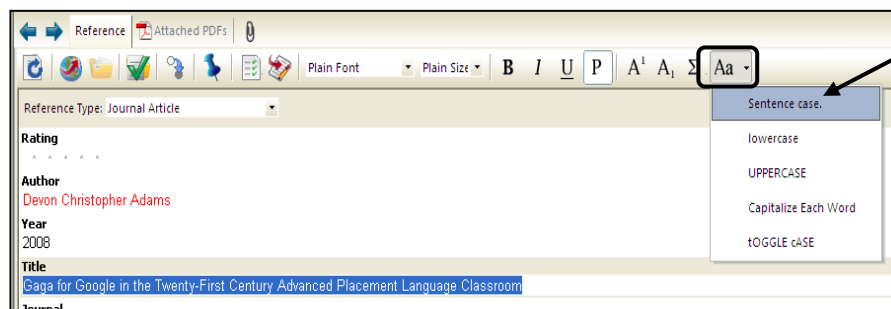 Reference Attached PDFs
Plain Font Plain Size B I U P A1 A1 Σ Aa
Reference Type: Journal Article
Sentence case.
lowercase
UPPERCASE
Capitalize Each Word
tOGGLE cASE
Rating
Author
Devon Christopher Adams
Year
2008
Title
Gaga for Google in the Twenty-First Century Advanced Placement Language Classroom
Journal